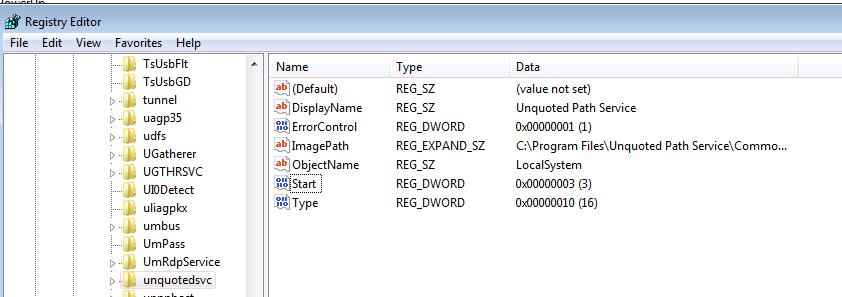 Registry Editor
File Edit View Favorites Help
TsUsbFlt
TsUsbGD
tunnel
uagp35
udfs
UGatherer
UGTHRSVC
UI0Detect
uliagpkx
umbus
UmPass
UmRdpService
unquotedsvc
Name Type Data
(Default) REG_SZ (value not set)
DisplayName REG_SZ Unquoted Path Service
ErrorControl REG_DWORD 0x00000001 (1)
ImagePath REG_EXPAND_SZ C:\Program Files\Unquoted Path Service\Commo...
ObjectName REG_SZ LocalSystem
Start REG_DWORD 0x00000003 (3)
Type REG_DWORD 0x00000010 (16)